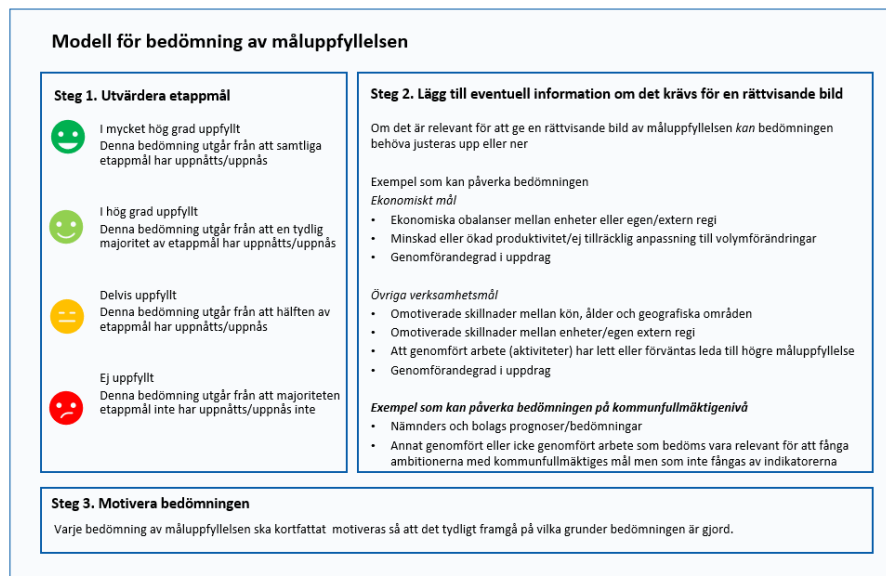 Modell för bedömning av måluppfyllelsen
Steg 1. Utvärdera etappmål
I mycket hög grad uppfyllt
Denna bedömning utgår från att samtliga
etappmål har uppnåtts/uppnås
I hög grad uppfyllt
Denna bedömning utgår från att en tydlig
majoritet av etappmål har uppnåtts/uppnås
Delvis uppfyllt
Denna bedömning utgår från att hälften av
etappmål har uppnåtts/uppnås
Ej uppfyllt
Denna bedömning utgår från att majoriteten
etappmål inte har uppnåtts/uppnås inte
Steg 2. Lägg till eventuell information om det krävs för en rättvisande bild
Om det är relevant för att ge en rättvisande bild av måluppfyllelsen kan bedömningen
behöva justeras upp eller ner
Exempel som kan påverka bedömningen
Ekonomiskt mål
• Ekonomiska obalanser mellan enheter eller egen/extern regi
• Minskad eller ökad produktivitet/ej tillräcklig anpassning till volymförändringar
• Genomförandegrad i uppdrag
Övriga verksamhetsmål
• Omotiverade skillnader mellan kön, ålder och geografiska områden
• Omotiverade skillnader mellan enheter/egen extern regi
• Att genomfört arbete (aktiviteter) har lett eller förväntas leda till högre måluppfyllelse
• Genomförandegrad i uppdrag
Exempel som kan påverka bedömningen på kommunfullmäktigenivå
• Nämnders och bolags prognoser/bedömningar
• Annat genomfört eller icke genomfört arbete som bedöms vara relevant för att fånga
ambitionerna med kommunfullmäktiges mål men som inte fångas av indikatorerna
Steg 3. Motivera bedömningen
Varje bedömning av måluppfyllelsen ska kortfattat motiveras så att det tydligt framgå på vilka grunder bedömningen är gjord.